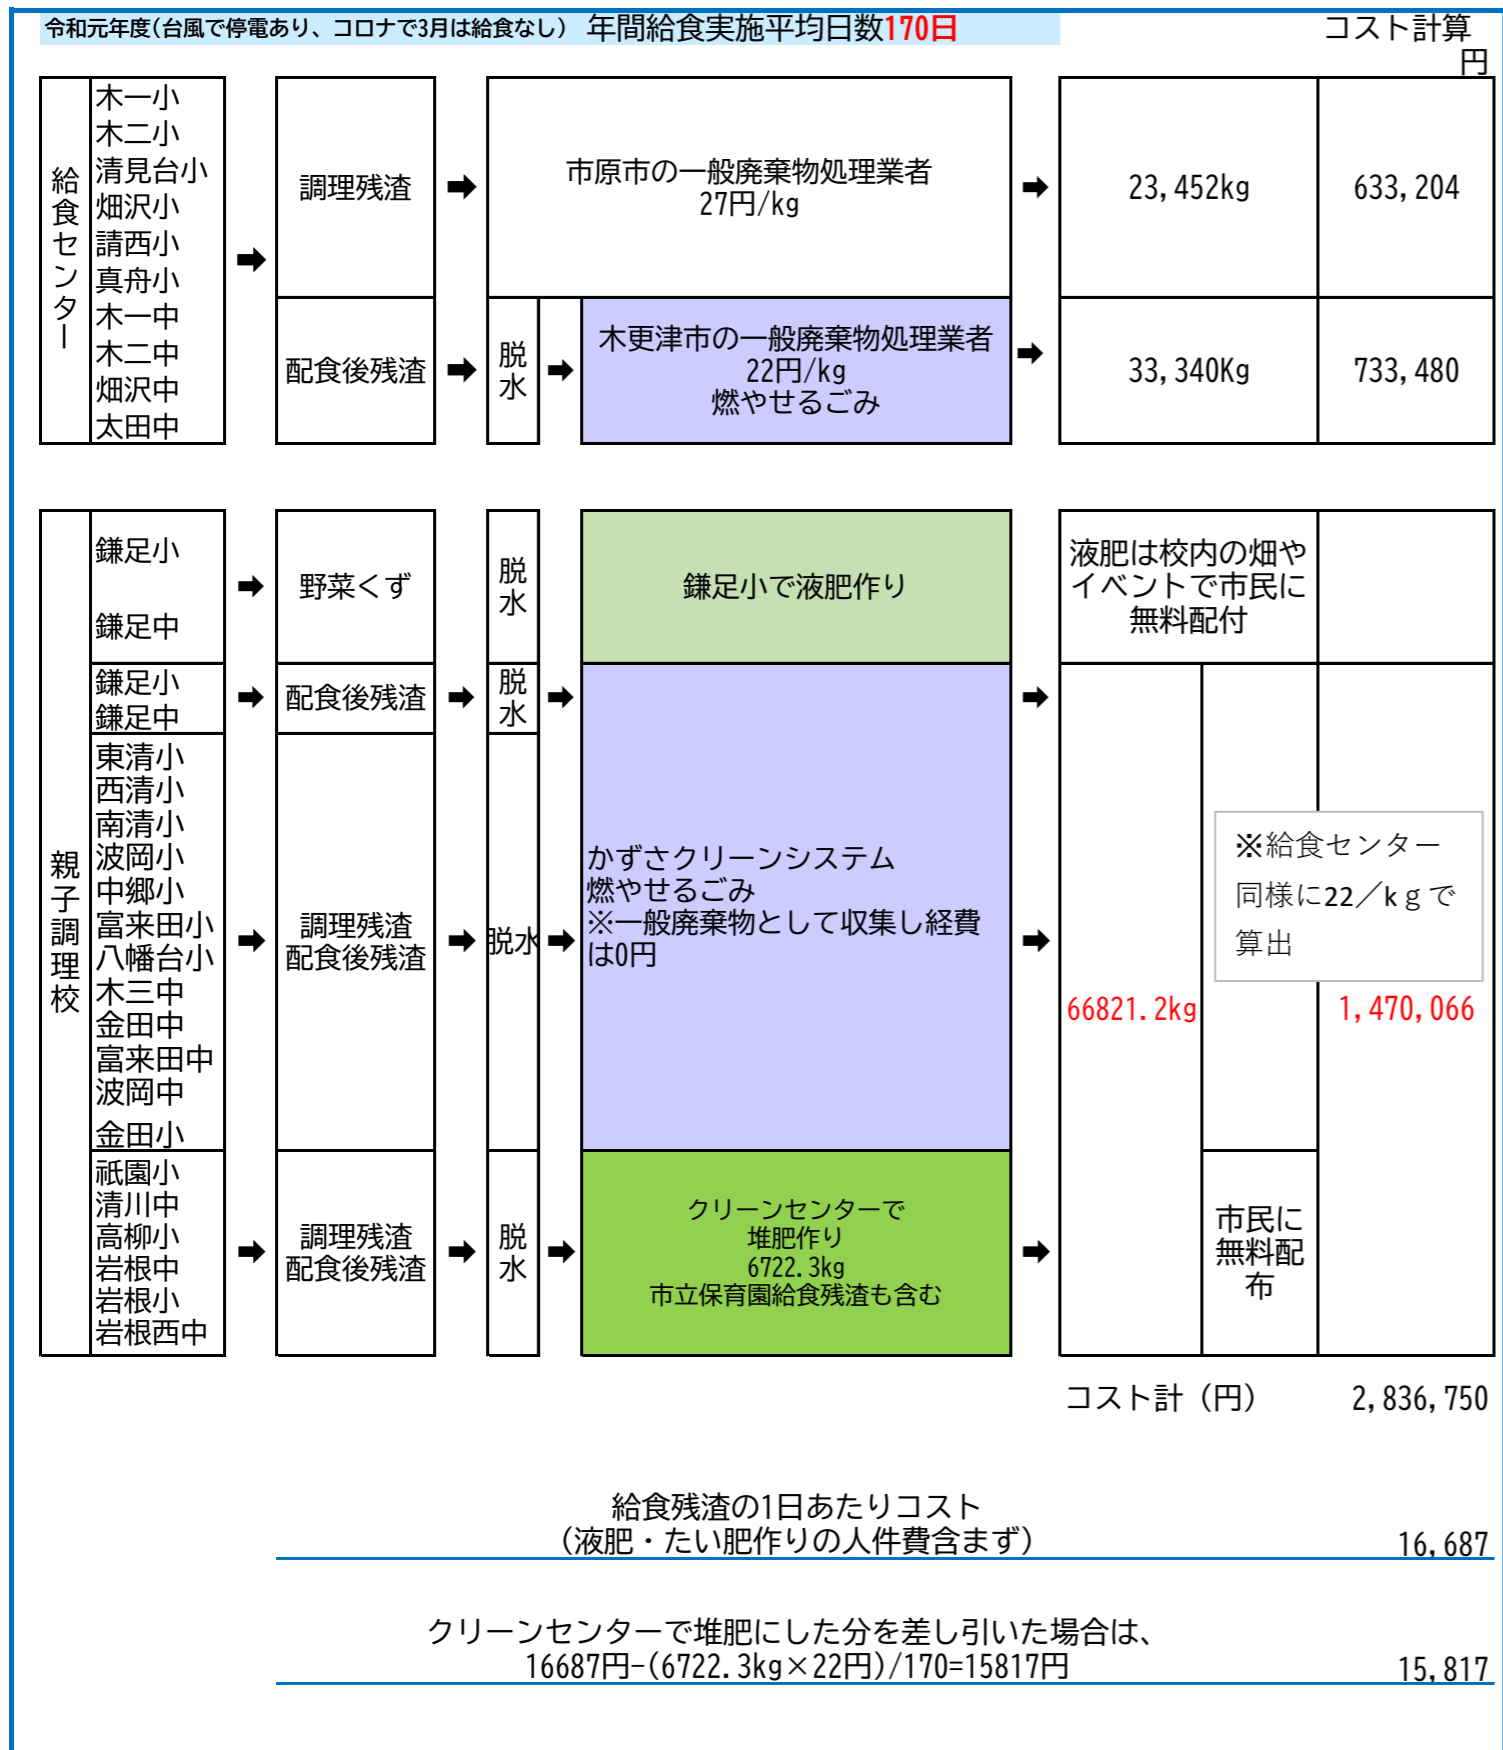 令和元年度(台風で停電あり、コロナで3月は給食なし) 年間給食実施平均日数170日
コスト計算
円
給食センター
木一小
木二小
清見台小
畑沢小
請西小
真舟小
木一中
木二中
畑沢中
太田中
➡
調理残渣
➡
市原市の一般廃棄物処理業者
27円/kg
➡
23,452kg
633,204
配食後残渣
➡
脱水
➡
木更津市の一般廃棄物処理業者
22円/kg
燃やせるごみ
➡
33,340Kg
733,480
親子調理校
鎌足小
鎌足中
➡
野菜くず
脱水
鎌足小で液肥作り
液肥は校内の畑や
イベントで市民に
無料配付
鎌足小
鎌足中
➡
配食後残渣
➡
脱水
➡
➡
東清小
西清小
南清小
波岡小
中郷小
富来田小
八幡台小
木三中
金田中
富来田中
波岡中
金田小
➡
調理残渣
配食後残渣
➡
脱水
➡
かずさクリーンシステム
燃やせるごみ
※一般廃棄物として収集し経費
は0円
➡
66821.2kg
※給食センター
同様に22／kｇで
算出
1,470,066
祇園小
清川中
高柳小
岩根中
岩根小
岩根西中
➡
調理残渣
配食後残渣
➡
脱水
➡
クリーンセンターで
堆肥作り
6722.3kg
市立保育園給食残渣も含む
➡
市民に
無料配
布
コスト計（円）
2,836,750
給食残渣の1日あたりコスト
（液肥・たい肥作りの人件費含まず）
16,687
クリーンセンターで堆肥にした分を差し引いた場合は、
16687円-(6722.3kg×22円)/170=15817円
15,817